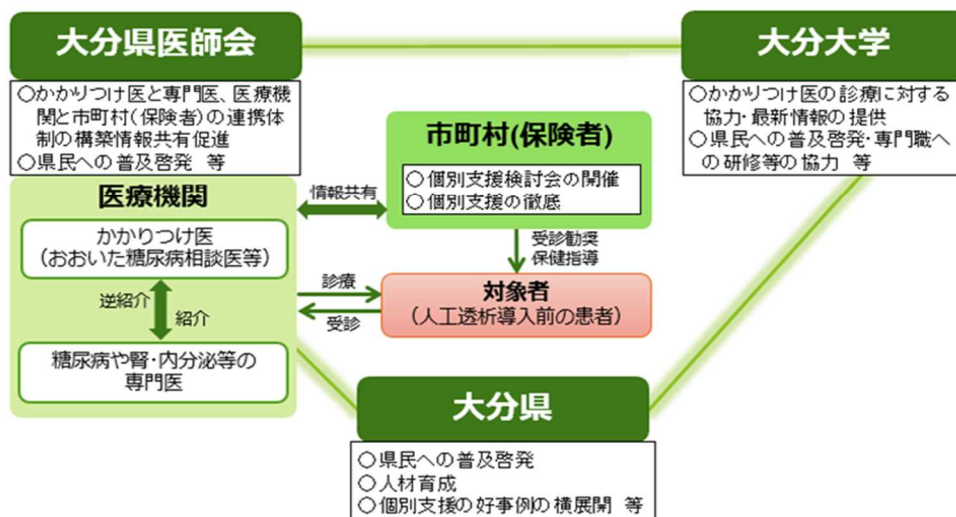 大分県医師会
○かかりつけ医と専門医、医療機
関と市町村(保険者)の連携体
制の構築情報共有促進
○県民への普及啓発 等
大分大学
○かかりつけ医の診療に対する
協力・最新情報の提供
○県民への普及啓発・専門職へ
の研修等の協力 等
市町村(保険者)
○個別支援検討会の開催
○個別支援の徹底
医療機関
情報共有
かかりつけ医
(おおいた糖尿病相談医等)
逆紹介
紹介
糖尿病や腎・内分泌等の
専門医
受診勧奨
保健指導
診療
受診
対象者
(人工透析導入前の患者)
大分県
○県民への普及啓発
○人材育成
○個別支援の好事例の横展開 等